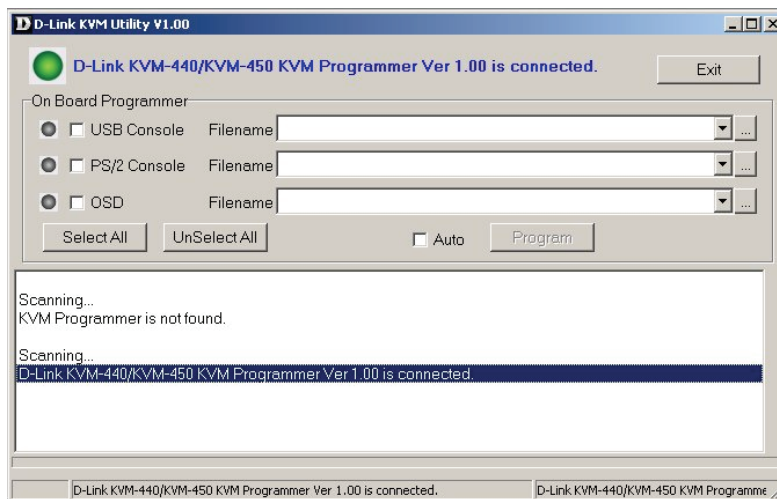 D-Link KVM Utility V1.00
D-Link KVM-440/KVM-450 KVM Programmer Ver 1.00 is connected.
Exit
On Board Programmer
USB Console Filename ...
PS/2 Console Filename ...
OSD Filename ...
Select All UnSelect All Auto Program
Scanning...
KVM Programmer is not found.
Scanning...
D-Link KVM-440/KVM-450 KVM Programmer Ver 1.00 is connected.
D-Link KVM-440/KVM-450 KVM Programmer Ver 1.00 is connected. D-Link KVM-440/KVM-450 KVM Programme